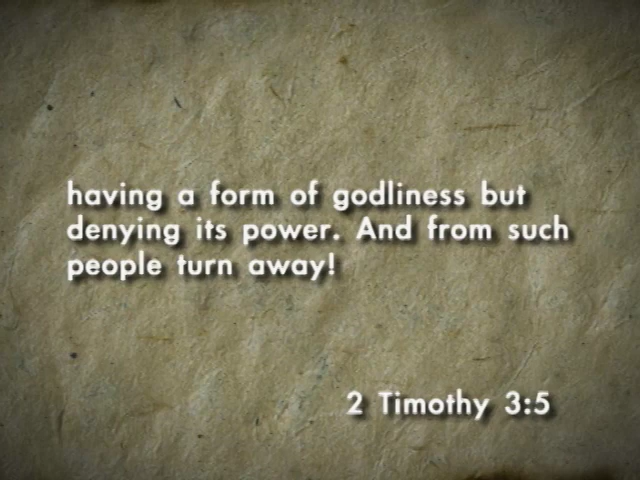 having a form of godliness but
denying its power. And from such
people turn away!
2 Timothy 3:5